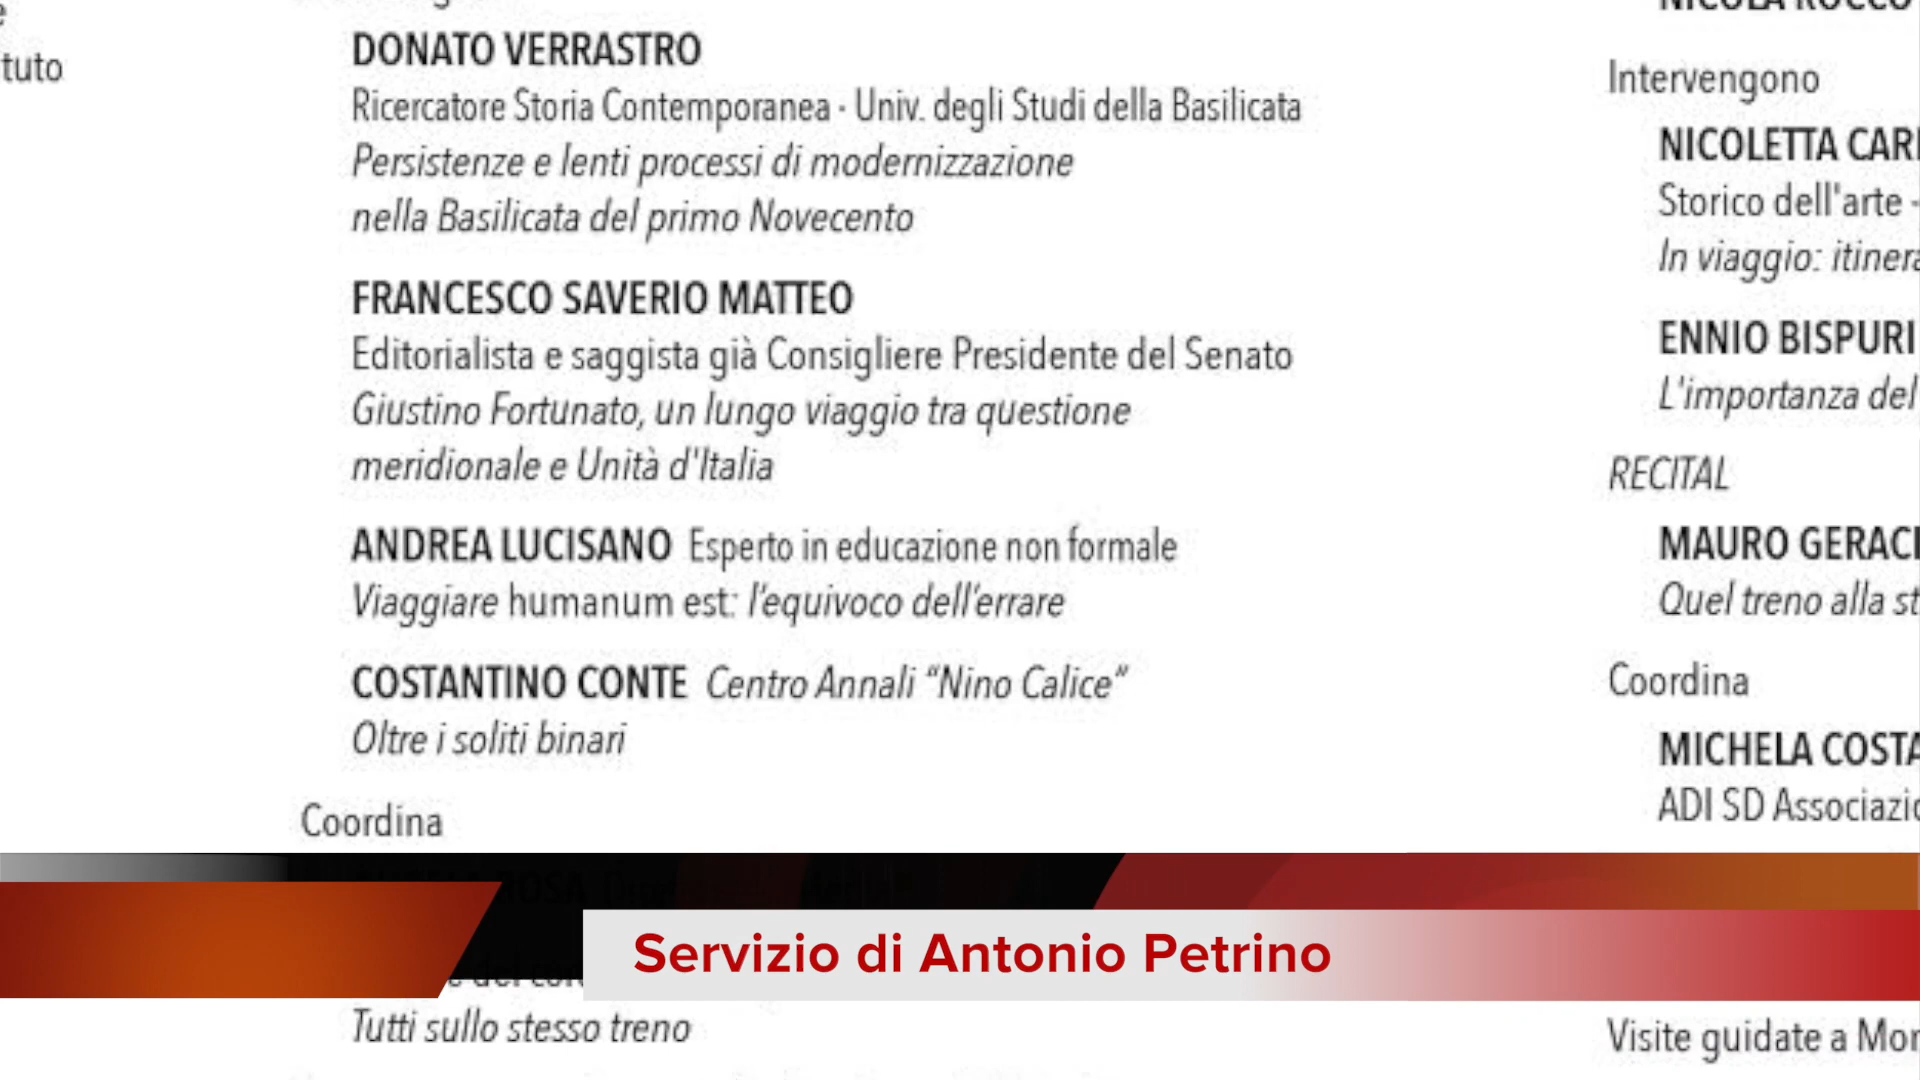 tuto
DONATO VERRASTRO
Ricercatore Storia Contemporanea · Univ. degli Studi della Basilicata
Persistenze e lenti processi di modernizzazione
nella Basilicata del primo Novecento
FRANCESCO SAVERIO MATTEO
Editorialista e saggista già Consigliere Presidente del Senato
Giustino Fortunato, un lungo viaggio tra questione
meridionale e Unità d'Italia
ANDREA LUCISANO Esperto in educazione non formale
Viaggiare humanum est: l’equivoco dell’errare
COSTANTINO CONTE Centro Annali “Nino Calice”
Oltre i soliti binari
Coordina
Tutti sullo stesso treno
NICOLA ROCCO
Intervengono
NICOLETTA CAR
Storico dell'arte -
In viaggio: itiner
ENNIO BISPURI
L'importanza del
RECITAL
MAURO GERACI
Quel treno alla st
Coordina
MICHELA COSTA
ADI SD Associazio
Visite guidate a Mor
Servizio di Antonio Petrino